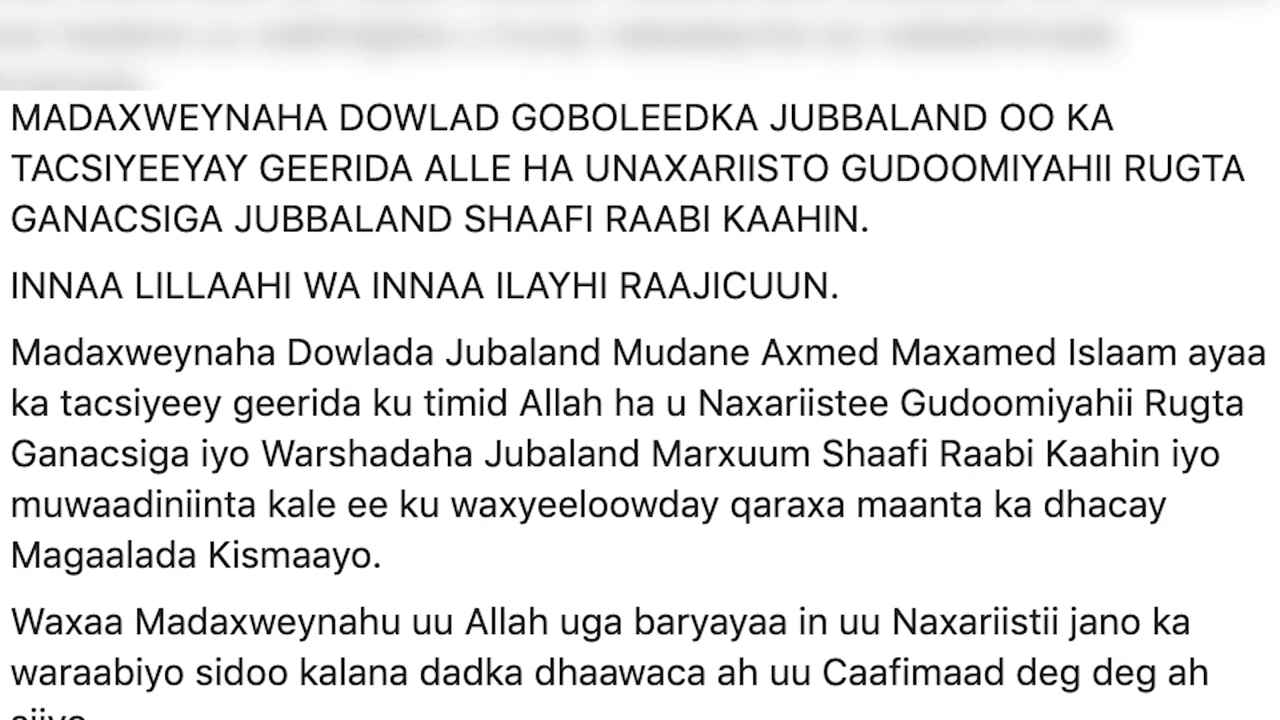 MADAXWEYNAHA DOWLAD GOBOLEEDKA JUBBALAND OO KA
TACSIYEEYAY GEERIDA ALLE HA UNAXARIISTO GUDOOMIYAHII RUGTA
GANACSIGA JUBBALAND SHAAFI RAABI KAAHIN.
INNAA LILLAAHI WA INNAA ILAYHI RAAJICUUN.
Madaxweynaha Dowlada Jubaland Mudane Axmed Maxamed Islaam ayaa
ka tacsiyeey geerida ku timid Allah ha u Naxariistee Gudoomiyahii Rugta
Ganacsiga iyo Warshadaha Jubaland Marxuum Shaafi Raabi Kaahin iyo
muwaadiniinta kale ee ku waxyeeloowday qaraxa maanta ka dhacay
Magaalada Kismaayo.
Waxaa Madaxweynahu uu Allah uga baryayaa in uu Naxariistii jano ka
waraabiyo sidoo kalana dadka dhaawaca ah uu Caafimaad deg deg ah